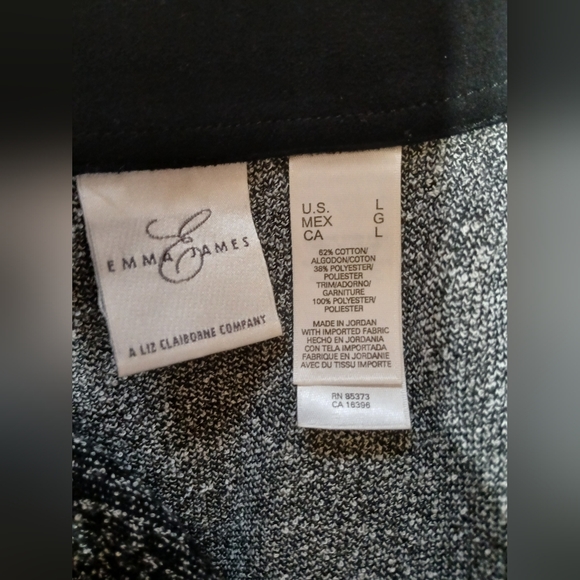 EMMA JAMES
A LIZ CLAIBORNE COMPANY
U.S. L
MEX G
CA L
62% COTTON/
ALGODON/COTON
38% POLYESTER/
POLIESTER
TRIM/ADORNO/
GARNITURE
100% POLYESTER/
POLIESTER
MADE IN JORDAN
WITH IMPORTED FABRIC
HECHO EN JORDAN
CON TELA IMPORTADA
FABRIQUE EN JORDANIE
AVEC DU TISSU IMPORTE
RN 85373
CA 16396